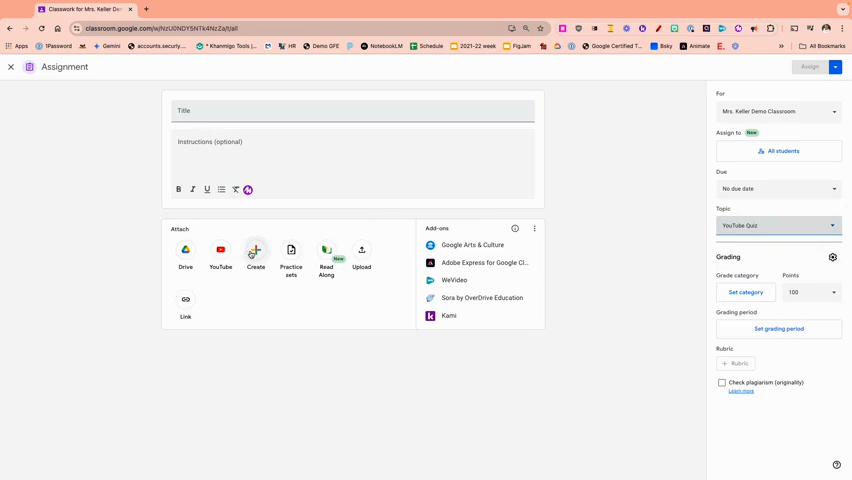 Classwork for Mrs. Keller Dem
classroom.google.com/w/NzU0NDY5NTk4NzZa/t/all
Apps 1Password Gemini accounts.securly.... * Khanmigo Tools HR Demo GFE NotebookLM Schedule 2021-22 week FigJam Google Certified T... Bsky Animate All Bookmarks
Assignment
Assign
Title
Instructions (optional)
B I U
Attach
Drive YouTube Create Practice sets Read Along New Upload
Link
Add-ons
Google Arts & Culture
Adobe Express for Google Cl...
WeVideo
Sora by OverDrive Education
Kami
For
Mrs. Keller Demo Classroom
Assign to New
All students
Due
No due date
Topic
YouTube Quiz
Grading
Grade category Points
Set category 100
Grading period
Set grading period
Rubric
+ Rubric
Check plagiarism (originality)
Learn more